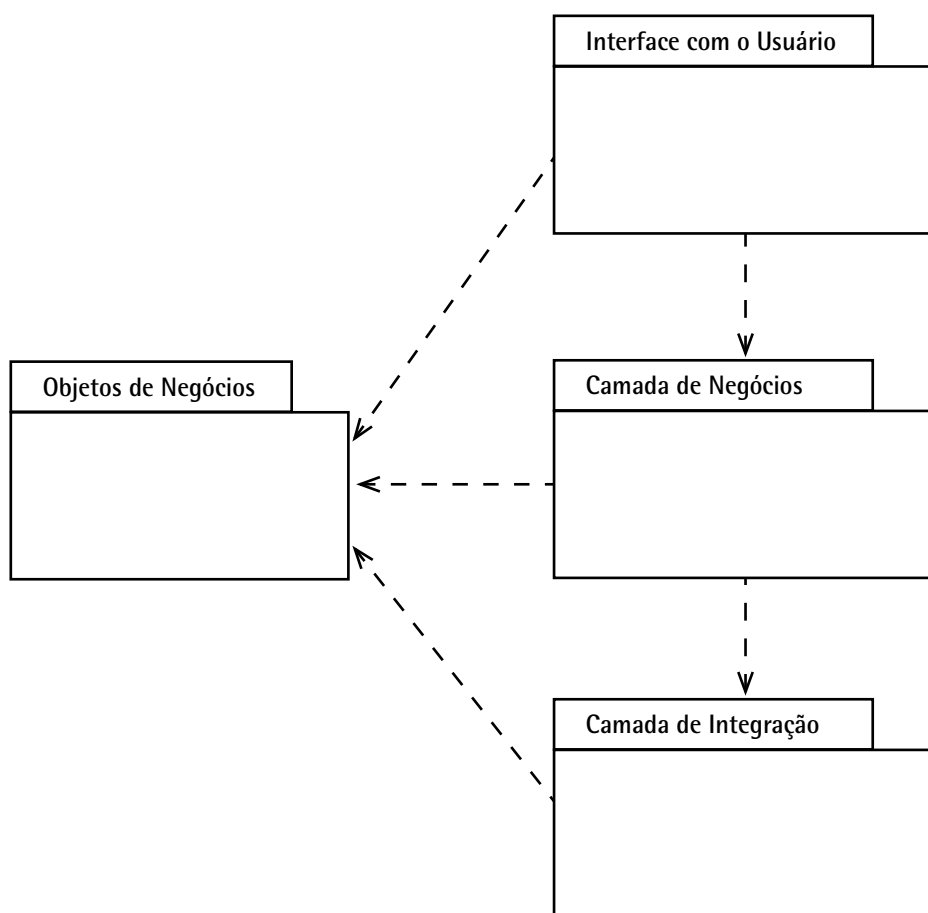 Interface com o Usuário
Objetos de Negócios
Camada de Negócios
Camada de Integração